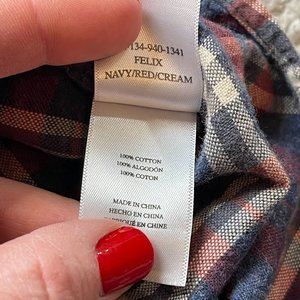 134-940-1341
FELIX
NAVY/RED/CREAM
100% COTTON
100% ALGODÓN
100% COTON
MADE IN CHINA
HECHO EN CHINA
EN CHINE